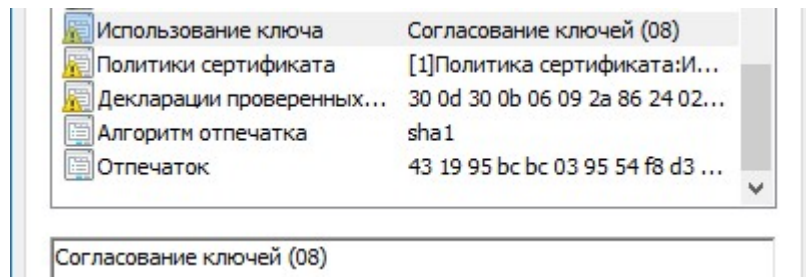 Использование ключа Согласование ключей (08)
Политики сертификата [1]Политика сертификата:И...
Декларации проверенных... 30 0d 30 0b 06 09 2a 86 24 02...
Алгоритм отпечатка sha1
Отпечаток 43 19 95 bc bc 03 95 54 f8 d3 ...
Согласование ключей (08)